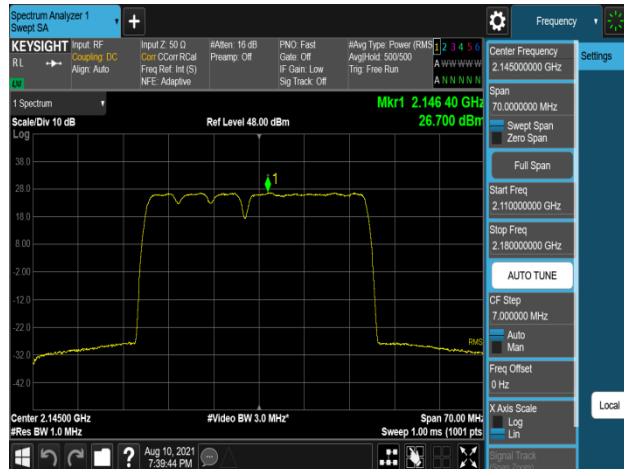 Spectrum Analyzer 1
Swept SA
Frequency
KEYSIGHT
RL
LV
Input: RF
Coupling: DC
Align: Auto
Input Z: 50 Ω
Corr CCorr RCal
Freq Ref: Int (S)
NFE: Adaptive
#Atten: 16 dB
Preamp: Off
PNO: Fast
Gate: Off
IF Gain: Low
Sig Track: Off
#Avg Type: Power (RMS
Avg|Hold: 500/500
Trig: Free Run
1 2 3 4 5 6
A W W W W W
A N N N N N
1 Spectrum
Scale/Div 10 dB
Log
Ref Level 48.00 dBm
Mkr1 2.146 40 GHz
26.700 dBm
38.0
28.0
18.0
8.00
-2.00
-12.0
-22.0
-32.0
-42.0
1
RMS
Center 2.14500 GHz
#Res BW 1.0 MHz
#Video BW 3.0 MHz*
Span 70.00 MHz
Sweep 1.00 ms (1001 pts
Aug 10, 2021
7:39:44 PM
Center Frequency
2.145000000 GHz
Span
70.0000000 MHz
Swept Span
Zero Span
Full Span
Start Freq
2.110000000 GHz
Stop Freq
2.180000000 GHz
AUTO TUNE
CF Step
7.000000 MHz
Auto
Man
Freq Offset
0 Hz
X Axis Scale
Log
Lin
Signal Track
(Span Zoom)
Settings
Local